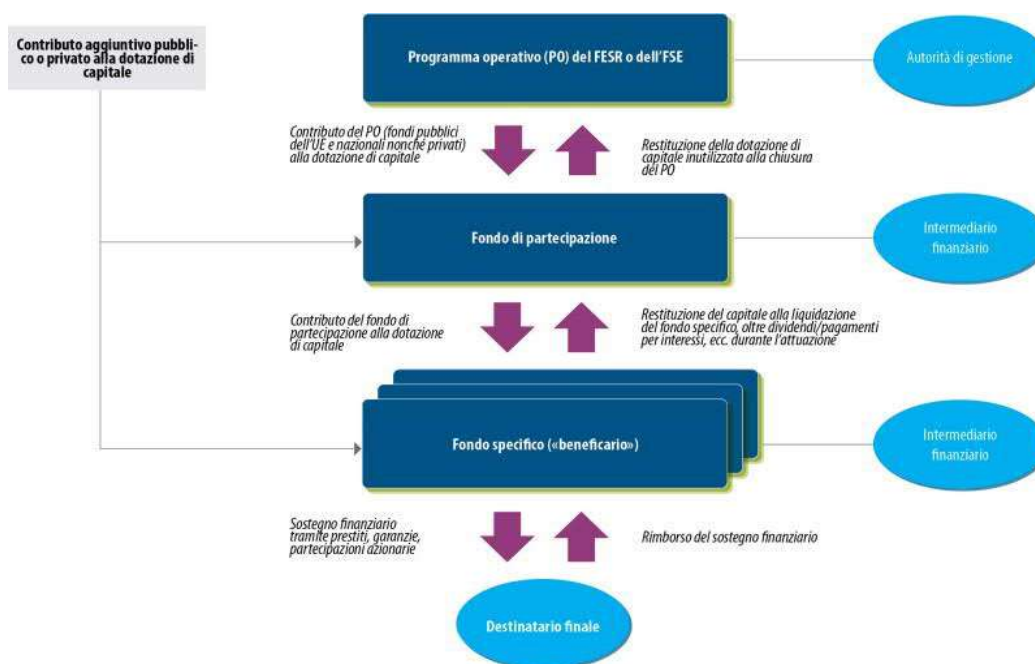 Contributo aggiuntivo pubbli-
co o privato alla dotazione di
capitale
Programma operativo (PO) del FESR o dell'FSE
Autorità di gestione
Contributo del PO (fondi pubblici
dell'UE e nazionali nonché privati)
alla dotazione di capitale
Restituzione della dotazione di
capitale inutilizzata alla chiusura
del PO
Fondo di partecipazione
Intermediario
finanziario
Contributo del fondo di
partecipazione alla dotazione
di capitale
Restituzione del capitale alla liquidazione
del fondo specifico, oltre dividendi/pagamenti
per interessi, ecc. durante l'attuazione
Fondo specifico («beneficario»)
Intermediario
finanziario
Sostegno finanziario
tramite prestiti, garanzie,
partecipazioni azionarie
Rimborso del sostegno finanziario
Destinatario finale